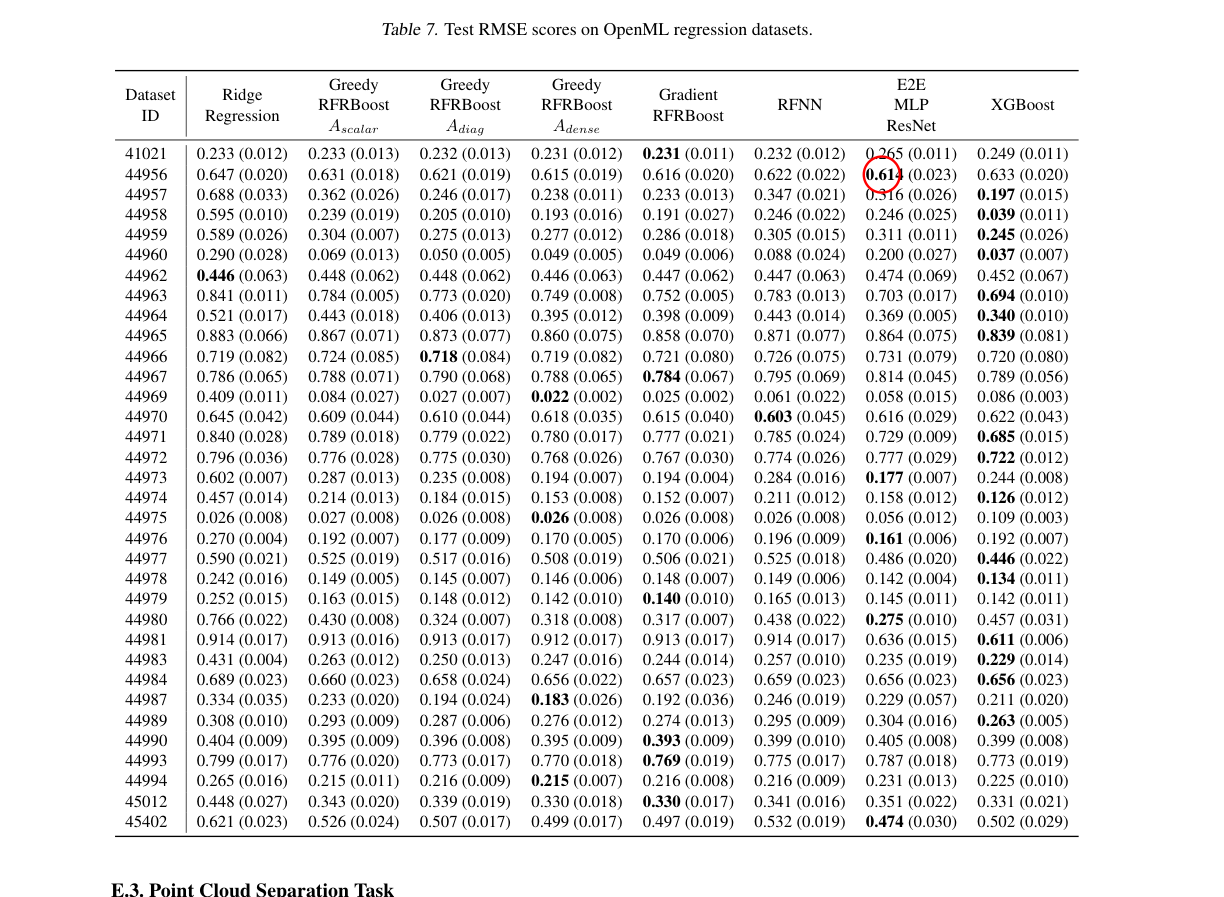 Table 7. Test RMSE scores on OpenML regression datasets.
Dataset ID Ridge Regression Greedy RFRBoost A_scalar Greedy RFRBoost A_diag Greedy RFRBoost A_dense Gradient RFRBoost RFNN E2E MLP ResNet XGBoost
41021 0.233 (0.012) 0.233 (0.013) 0.232 (0.013) 0.231 (0.012) 0.231 (0.011) 0.232 (0.012) 0.265 (0.011) 0.249 (0.011)
44956 0.647 (0.020) 0.631 (0.018) 0.621 (0.019) 0.615 (0.019) 0.616 (0.020) 0.622 (0.022) 0.614 (0.023) 0.633 (0.020)
44957 0.688 (0.033) 0.362 (0.026) 0.246 (0.017) 0.238 (0.011) 0.233 (0.013) 0.347 (0.021) 0.316 (0.026) 0.197 (0.015)
44958 0.595 (0.010) 0.239 (0.019) 0.205 (0.010) 0.193 (0.016) 0.191 (0.027) 0.246 (0.022) 0.246 (0.025) 0.039 (0.011)
44959 0.589 (0.026) 0.304 (0.007) 0.275 (0.013) 0.277 (0.012) 0.286 (0.018) 0.305 (0.015) 0.311 (0.011) 0.245 (0.026)
44960 0.290 (0.028) 0.069 (0.013) 0.050 (0.005) 0.049 (0.005) 0.049 (0.006) 0.088 (0.024) 0.200 (0.027) 0.037 (0.007)
44962 0.446 (0.063) 0.448 (0.062) 0.448 (0.062) 0.446 (0.063) 0.447 (0.062) 0.447 (0.063) 0.474 (0.069) 0.452 (0.067)
44963 0.841 (0.011) 0.784 (0.005) 0.773 (0.020) 0.749 (0.008) 0.752 (0.005) 0.783 (0.013) 0.703 (0.017) 0.694 (0.010)
44964 0.521 (0.017) 0.443 (0.018) 0.406 (0.013) 0.395 (0.012) 0.398 (0.009) 0.443 (0.014) 0.369 (0.005) 0.340 (0.010)
44965 0.883 (0.066) 0.867 (0.071) 0.873 (0.077) 0.860 (0.075) 0.858 (0.070) 0.871 (0.077) 0.864 (0.075) 0.839 (0.081)
44966 0.719 (0.082) 0.724 (0.085) 0.718 (0.084) 0.719 (0.082) 0.721 (0.080) 0.726 (0.075) 0.731 (0.079) 0.720 (0.080)
44967 0.786 (0.065) 0.788 (0.071) 0.790 (0.068) 0.788 (0.065) 0.784 (0.067) 0.795 (0.069) 0.814 (0.045) 0.789 (0.056)
44969 0.409 (0.011) 0.084 (0.027) 0.027 (0.007) 0.022 (0.002) 0.025 (0.002) 0.061 (0.022) 0.058 (0.015) 0.086 (0.003)
44970 0.645 (0.042) 0.609 (0.044) 0.610 (0.044) 0.618 (0.035) 0.615 (0.040) 0.603 (0.045) 0.616 (0.029) 0.622 (0.043)
44971 0.840 (0.028) 0.789 (0.018) 0.779 (0.022) 0.780 (0.017) 0.777 (0.021) 0.785 (0.024) 0.729 (0.009) 0.685 (0.015)
44972 0.796 (0.036) 0.776 (0.028) 0.775 (0.030) 0.768 (0.026) 0.767 (0.030) 0.774 (0.026) 0.777 (0.029) 0.722 (0.012)
44973 0.602 (0.007) 0.287 (0.013) 0.235 (0.008) 0.194 (0.007) 0.194 (0.004) 0.284 (0.016) 0.177 (0.007) 0.244 (0.008)
44974 0.457 (0.014) 0.214 (0.013) 0.184 (0.015) 0.153 (0.008) 0.152 (0.007) 0.211 (0.012) 0.158 (0.012) 0.126 (0.012)
44975 0.026 (0.008) 0.027 (0.008) 0.026 (0.008) 0.026 (0.008) 0.026 (0.008) 0.026 (0.008) 0.056 (0.012) 0.109 (0.003)
44976 0.270 (0.004) 0.192 (0.007) 0.177 (0.009) 0.170 (0.005) 0.170 (0.006) 0.196 (0.009) 0.161 (0.006) 0.192 (0.007)
44977 0.590 (0.021) 0.525 (0.019) 0.517 (0.016) 0.508 (0.019) 0.506 (0.021) 0.525 (0.018) 0.486 (0.020) 0.446 (0.022)
44978 0.242 (0.016) 0.149 (0.005) 0.145 (0.007) 0.146 (0.006) 0.148 (0.007) 0.149 (0.006) 0.142 (0.004) 0.134 (0.011)
44979 0.252 (0.015) 0.163 (0.015) 0.148 (0.012) 0.142 (0.010) 0.140 (0.010) 0.165 (0.013) 0.145 (0.011) 0.142 (0.011)
44980 0.766 (0.022) 0.430 (0.008) 0.324 (0.007) 0.318 (0.008) 0.317 (0.007) 0.438 (0.022) 0.275 (0.010) 0.457 (0.031)
44981 0.914 (0.017) 0.913 (0.016) 0.913 (0.017) 0.912 (0.017) 0.913 (0.017) 0.914 (0.017) 0.636 (0.015) 0.611 (0.006)
44983 0.431 (0.004) 0.263 (0.012) 0.250 (0.013) 0.247 (0.016) 0.244 (0.014) 0.257 (0.010) 0.235 (0.019) 0.229 (0.014)
44984 0.689 (0.023) 0.660 (0.023) 0.658 (0.024) 0.656 (0.022) 0.657 (0.023) 0.659 (0.023) 0.656 (0.023) 0.656 (0.023)
44987 0.334 (0.035) 0.233 (0.020) 0.194 (0.024) 0.183 (0.026) 0.192 (0.036) 0.246 (0.019) 0.229 (0.057) 0.211 (0.020)
44989 0.308 (0.010) 0.293 (0.009) 0.287 (0.006) 0.276 (0.012) 0.274 (0.013) 0.295 (0.009) 0.304 (0.016) 0.263 (0.005)
44990 0.404 (0.009) 0.395 (0.009) 0.396 (0.008) 0.395 (0.009) 0.393 (0.009) 0.399 (0.010) 0.405 (0.008) 0.399 (0.008)
44993 0.799 (0.017) 0.776 (0.020) 0.773 (0.017) 0.770 (0.018) 0.769 (0.019) 0.775 (0.017) 0.787 (0.018) 0.773 (0.019)
44994 0.265 (0.016) 0.215 (0.011) 0.216 (0.009) 0.215 (0.007) 0.216 (0.008) 0.216 (0.009) 0.231 (0.013) 0.225 (0.010)
45012 0.448 (0.027) 0.343 (0.020) 0.339 (0.019) 0.330 (0.018) 0.330 (0.017) 0.341 (0.016) 0.351 (0.022) 0.331 (0.021)
45402 0.621 (0.023) 0.526 (0.024) 0.507 (0.017) 0.499 (0.017) 0.497 (0.019) 0.532 (0.019) 0.474 (0.030) 0.502 (0.029)
E.3. Point Cloud Separation Task